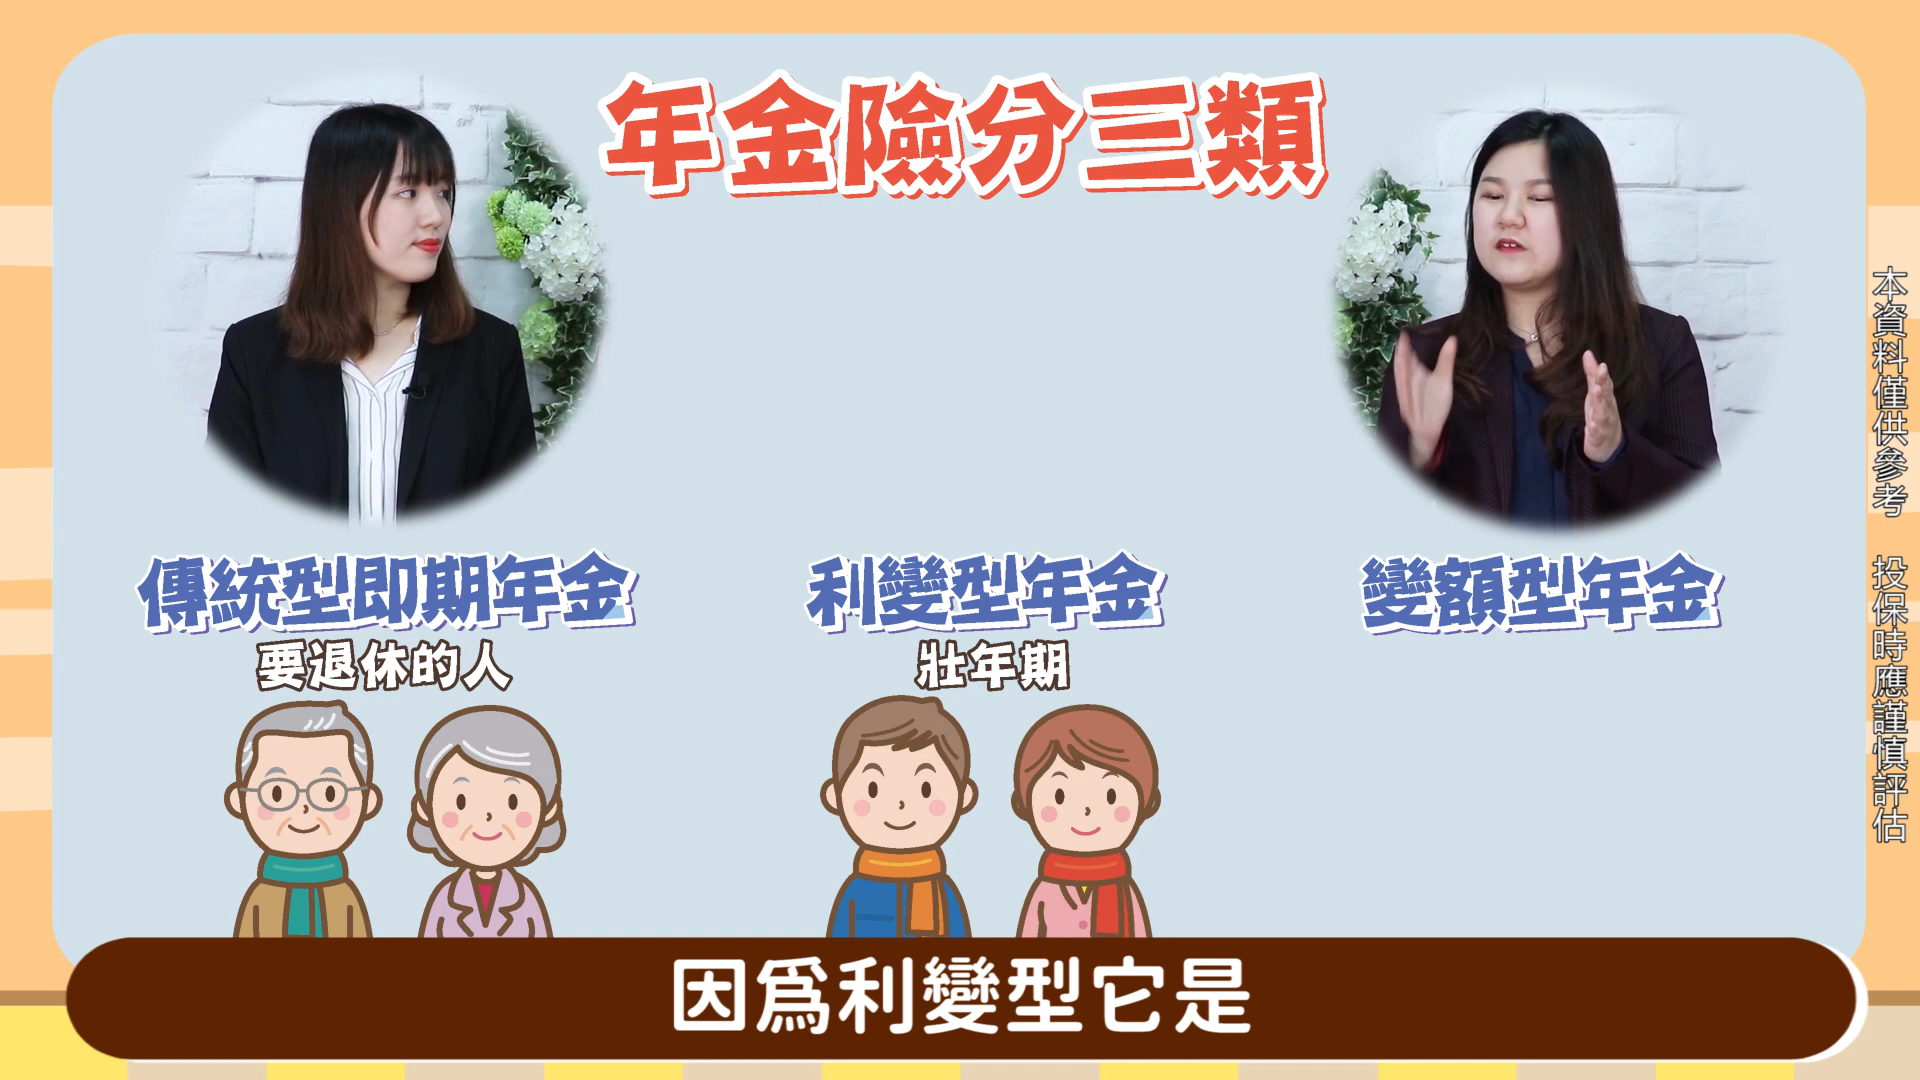 年金險分三類
傳統型即期年金
要退休的人
利變型年金
壯年期
變額型年金
因為利變型它是
本資料僅供參考 投保時應謹慎評估